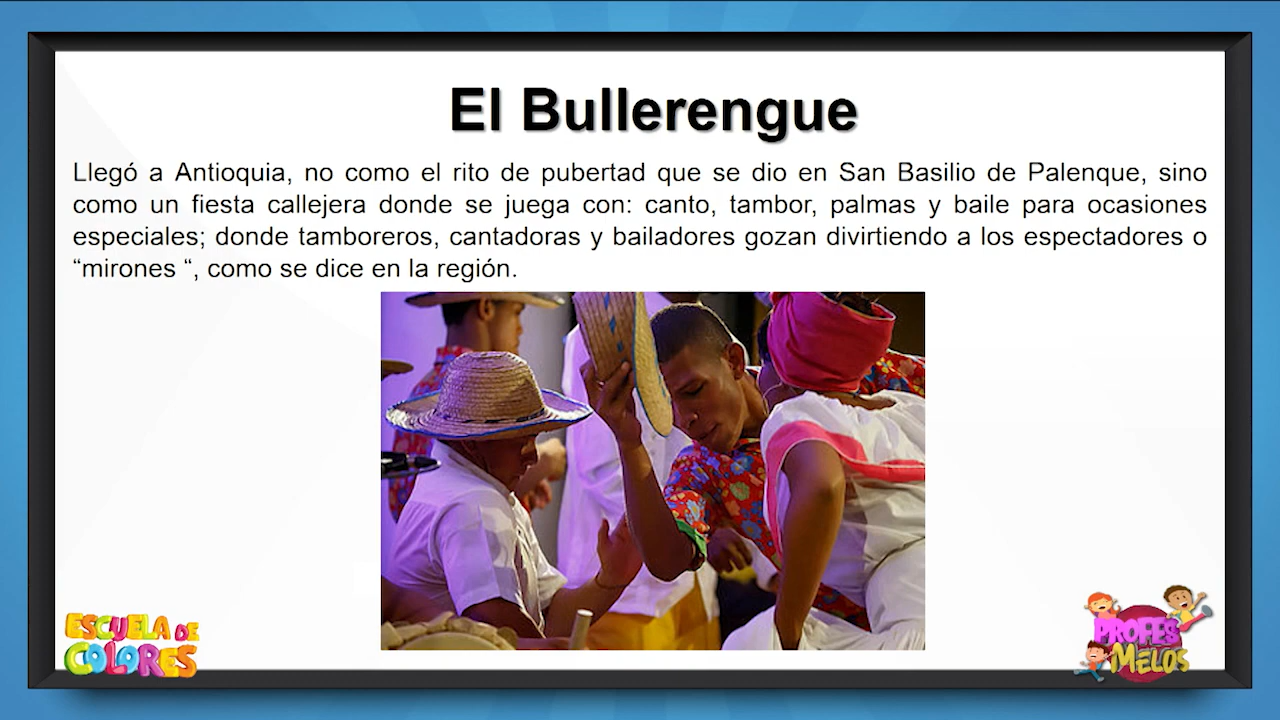 El Bullerengue
Llegó a Antioquia, no como el rito de pubertad que se dio en San Basilio de Palenque, sino
como un fiesta callejera donde se juega con: canto, tambor, palmas y baile para ocasiones
especiales; donde tamboreros, cantadoras y bailadores gozan divirtiendo a los espectadores o
“mirones “, como se dice en la región.
ESCUELA DE
COLORES
PROFES
MELOS